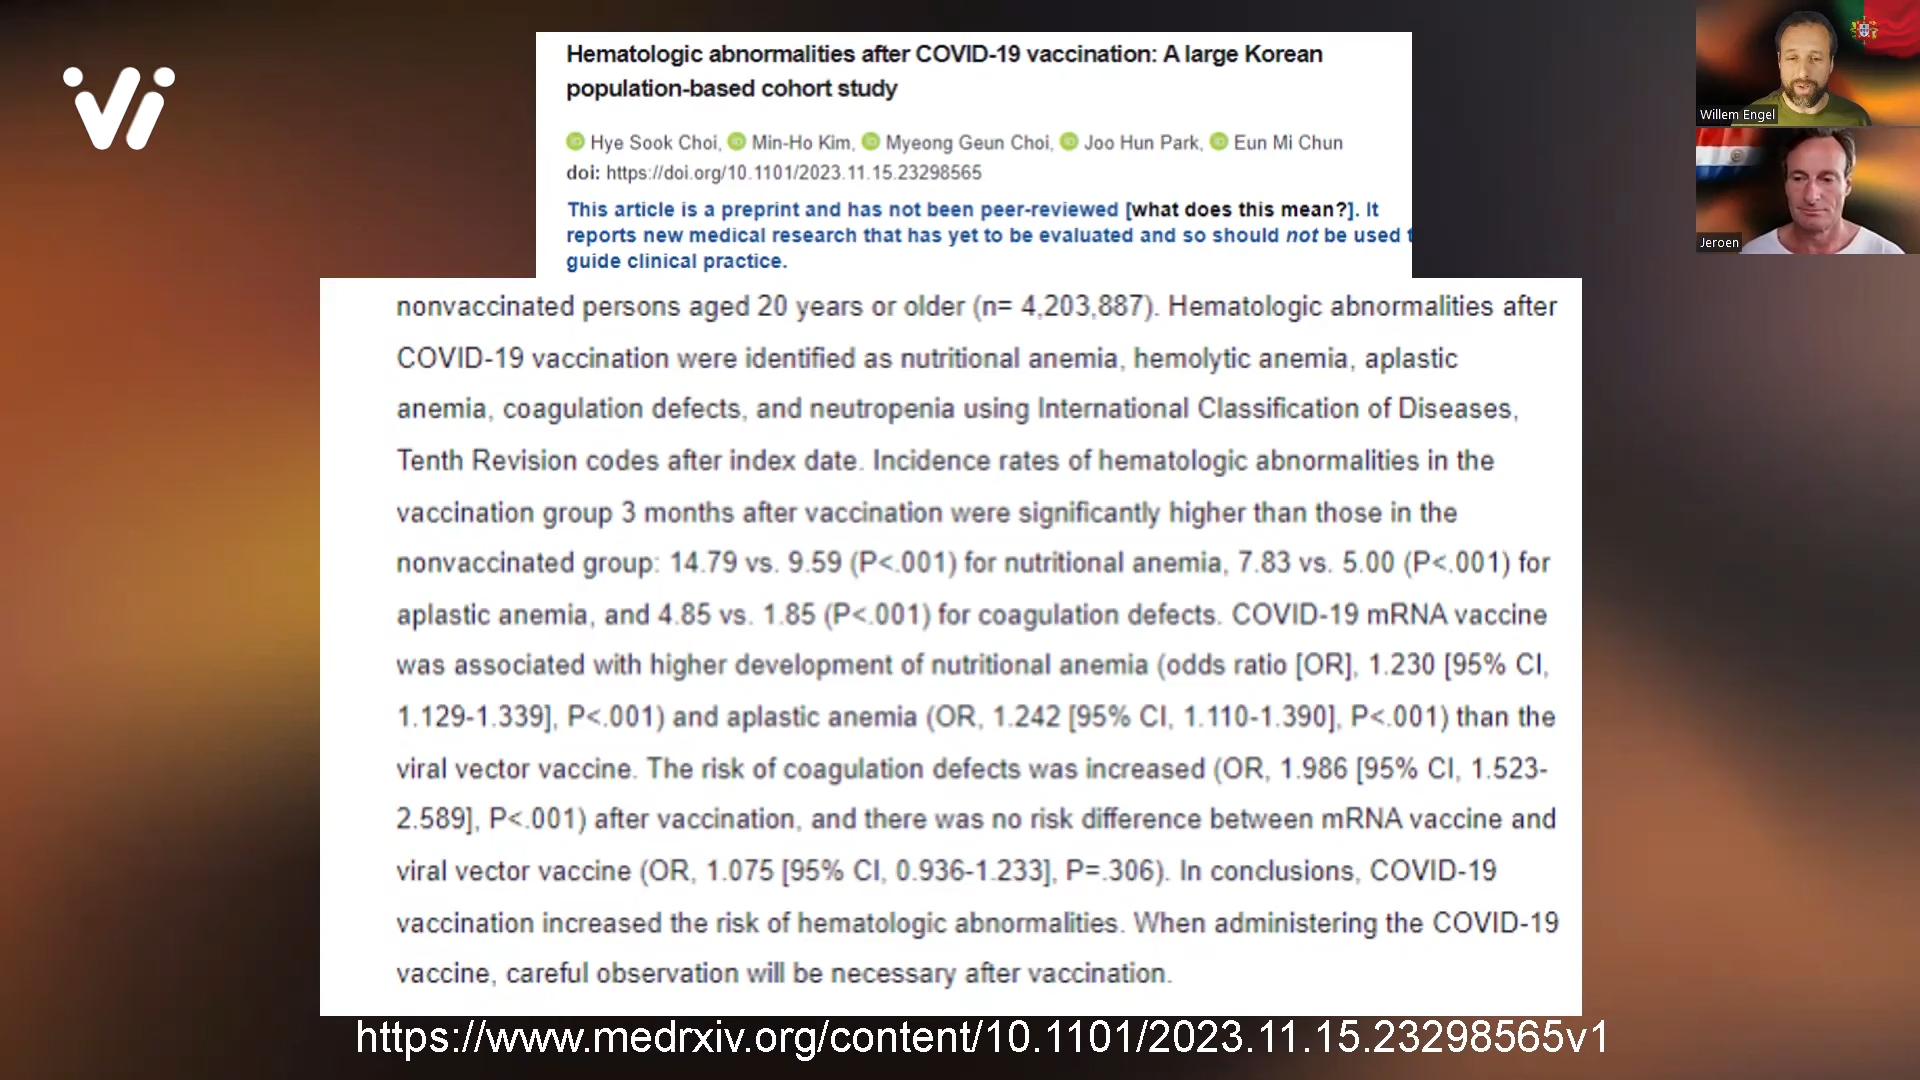 Hematologic abnormalities after COVID-19 vaccination: A large Korean
population-based cohort study
Hye Sook Choi, Min-Ho Kim, Myeong Geun Choi, Joo Hun Park, Eun Mi Chun
doi: https://doi.org/10.1101/2023.11.15.23298565
This article is a preprint and has not been peer-reviewed [what does this mean?]. It
reports new medical research that has yet to be evaluated and so should not be used t
guide clinical practice.
nonvaccinated persons aged 20 years or older (n= 4,203,887). Hematologic abnormalities after
COVID-19 vaccination were identified as nutritional anemia, hemolytic anemia, aplastic
anemia, coagulation defects, and neutropenia using International Classification of Diseases,
Tenth Revision codes after index date. Incidence rates of hematologic abnormalities in the
vaccination group 3 months after vaccination were significantly higher than those in the
nonvaccinated group: 14.79 vs. 9.59 (P<.001) for nutritional anemia, 7.83 vs. 5.00 (P<.001) for
aplastic anemia, and 4.85 vs. 1.85 (P<.001) for coagulation defects. COVID-19 mRNA vaccine
was associated with higher development of nutritional anemia (odds ratio [OR], 1.230 [95% CI,
1.129-1.339], P<.001) and aplastic anemia (OR, 1.242 [95% CI, 1.110-1.390], P<.001) than the
viral vector vaccine. The risk of coagulation defects was increased (OR, 1.986 [95% CI, 1.523-
2.589], P<.001) after vaccination, and there was no risk difference between mRNA vaccine and
viral vector vaccine (OR, 1.075 [95% CI, 0.936-1.233], P=.306). In conclusions, COVID-19
vaccination increased the risk of hematologic abnormalities. When administering the COVID-19
vaccine, careful observation will be necessary after vaccination.
https://www.medrxiv.org/content/10.1101/2023.11.15.23298565v1
Willem Engel
Jeroen